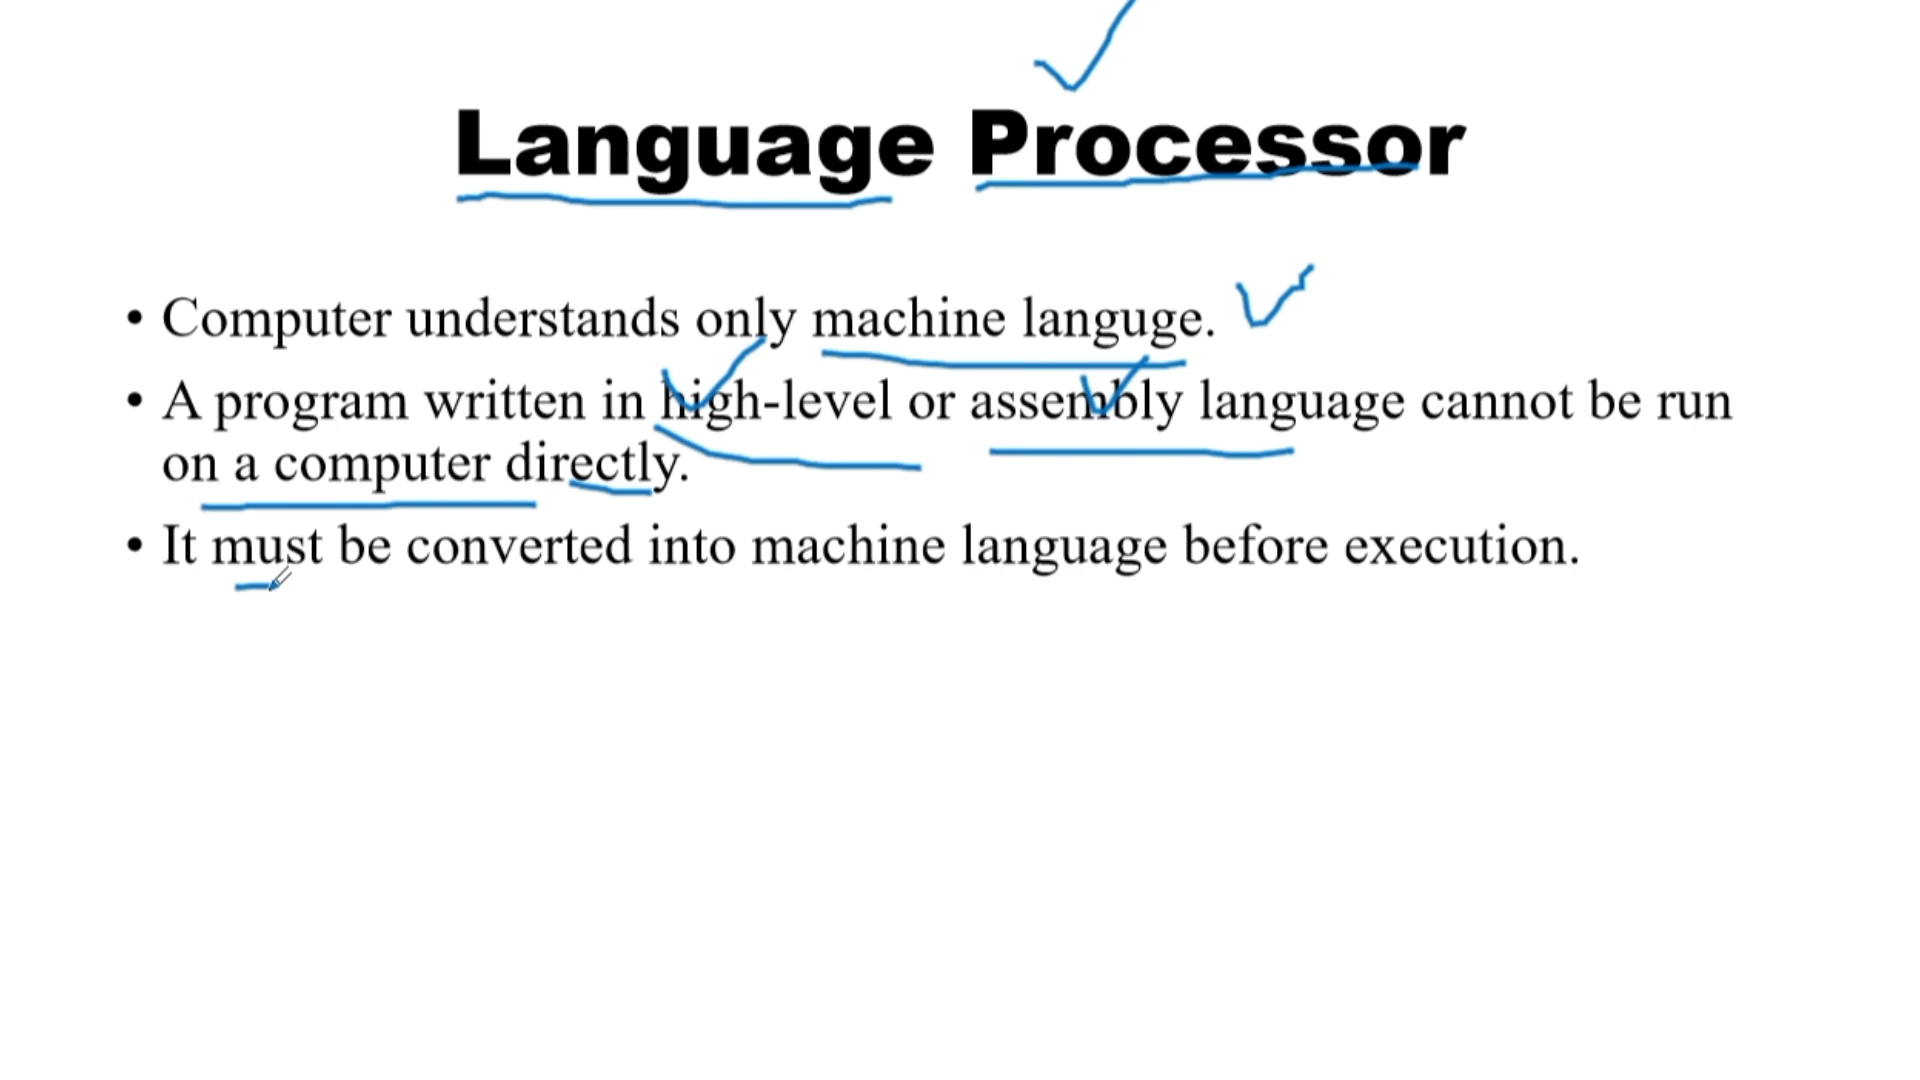 Language Processor
• Computer understands only machine languge.
• A program written in high-level or assembly language cannot be run
on a computer directly.
• It must be converted into machine language before execution.